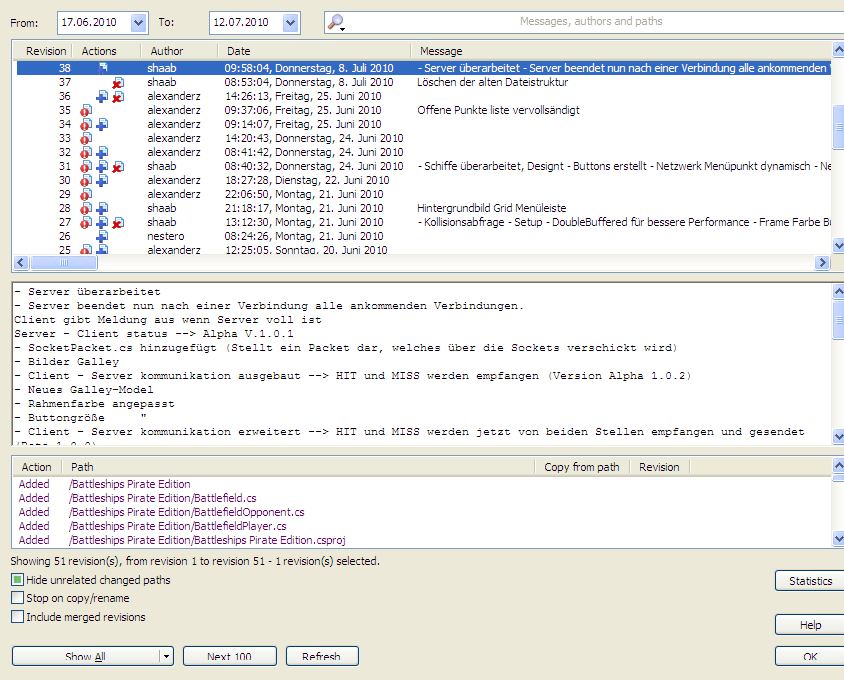 From: 17.06.2010 To: 12.07.2010 Messages, authors and paths
Revision Actions Author Date Message
38 shaab 09:58:04, Donnerstag, 8. Juli 2010 - Server überarbeitet - Server beendet nun nach einer Verbindung alle ankommenden
37 shaab 08:53:04, Donnerstag, 8. Juli 2010 Löschen der alten Dateistruktur
36 alexanderz 14:26:13, Freitag, 25. Juni 2010
35 alexanderz 09:37:06, Freitag, 25. Juni 2010 Offene Punkte liste vervollsändigt
34 alexanderz 09:14:07, Freitag, 25. Juni 2010
33 alexanderz 14:20:43, Donnerstag, 24. Juni 2010
32 alexanderz 08:41:42, Donnerstag, 24. Juni 2010
31 shaab 08:40:32, Donnerstag, 24. Juni 2010 - Schiffe überarbeitet, Designt - Buttons erstellt - Netzwerk Menüpunkt dynamisch - Ne
30 alexanderz 18:27:28, Dienstag, 22. Juni 2010
29 alexanderz 22:06:50, Montag, 21. Juni 2010
28 shaab 21:18:17, Montag, 21. Juni 2010 Hintergrundbild Grid Menüleiste
27 shaab 13:12:30, Montag, 21. Juni 2010 - Kollisionsabfrage - Setup - DoubleBuffered für bessere Performance - Frame Farbe Bu
26 nestero 08:24:26, Montag, 21. Juni 2010
25 alexanderz 12:25:05, Sonntag, 20. Juni 2010
- Server überarbeitet
- Server beendet nun nach einer Verbindung alle ankommenden Verbindungen.
Client gibt Meldung aus wenn Server voll ist
Server - Client status --> Alpha V.1.0.1
- SocketPacket.cs hinzugefügt (Stellt ein Packet dar, welches über die Sockets verschickt wird)
- Bilder Galley
- Client - Server kommunikation ausgebaut --> HIT und MISS werden empfangen (Version Alpha 1.0.2)
- Neues Galley-Model
- Rahmenfarbe angepasst
- Buttongröße "
- Client - Server kommunikation erweitert --> HIT und MISS werden jetzt von beiden Stellen empfangen und gesendet
(Beta 1.0.0)
Action Path Copy from path Revision
Added /Battleships Pirate Edition
Added /Battleships Pirate Edition/Battlefield.cs
Added /Battleships Pirate Edition/BattlefieldOpponent.cs
Added /Battleships Pirate Edition/BattlefieldPlayer.cs
Added /Battleships Pirate Edition/Battleships Pirate Edition.csproj
Showing 51 revision(s), from revision 1 to revision 51 - 1 revision(s) selected.
Hide unrelated changed paths
Statistics
Stop on copy/rename
Include merged revisions
Help
Show All Next 100 Refresh OK